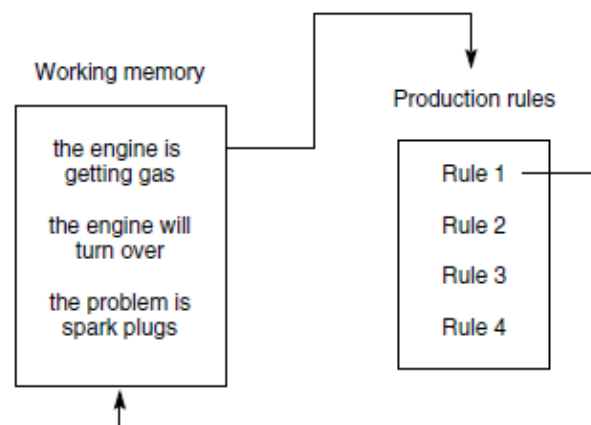 Working memory
the engine is
getting gas
the engine will
turn over
the problem is
spark plugs
Production rules
Rule 1
Rule 2
Rule 3
Rule 4